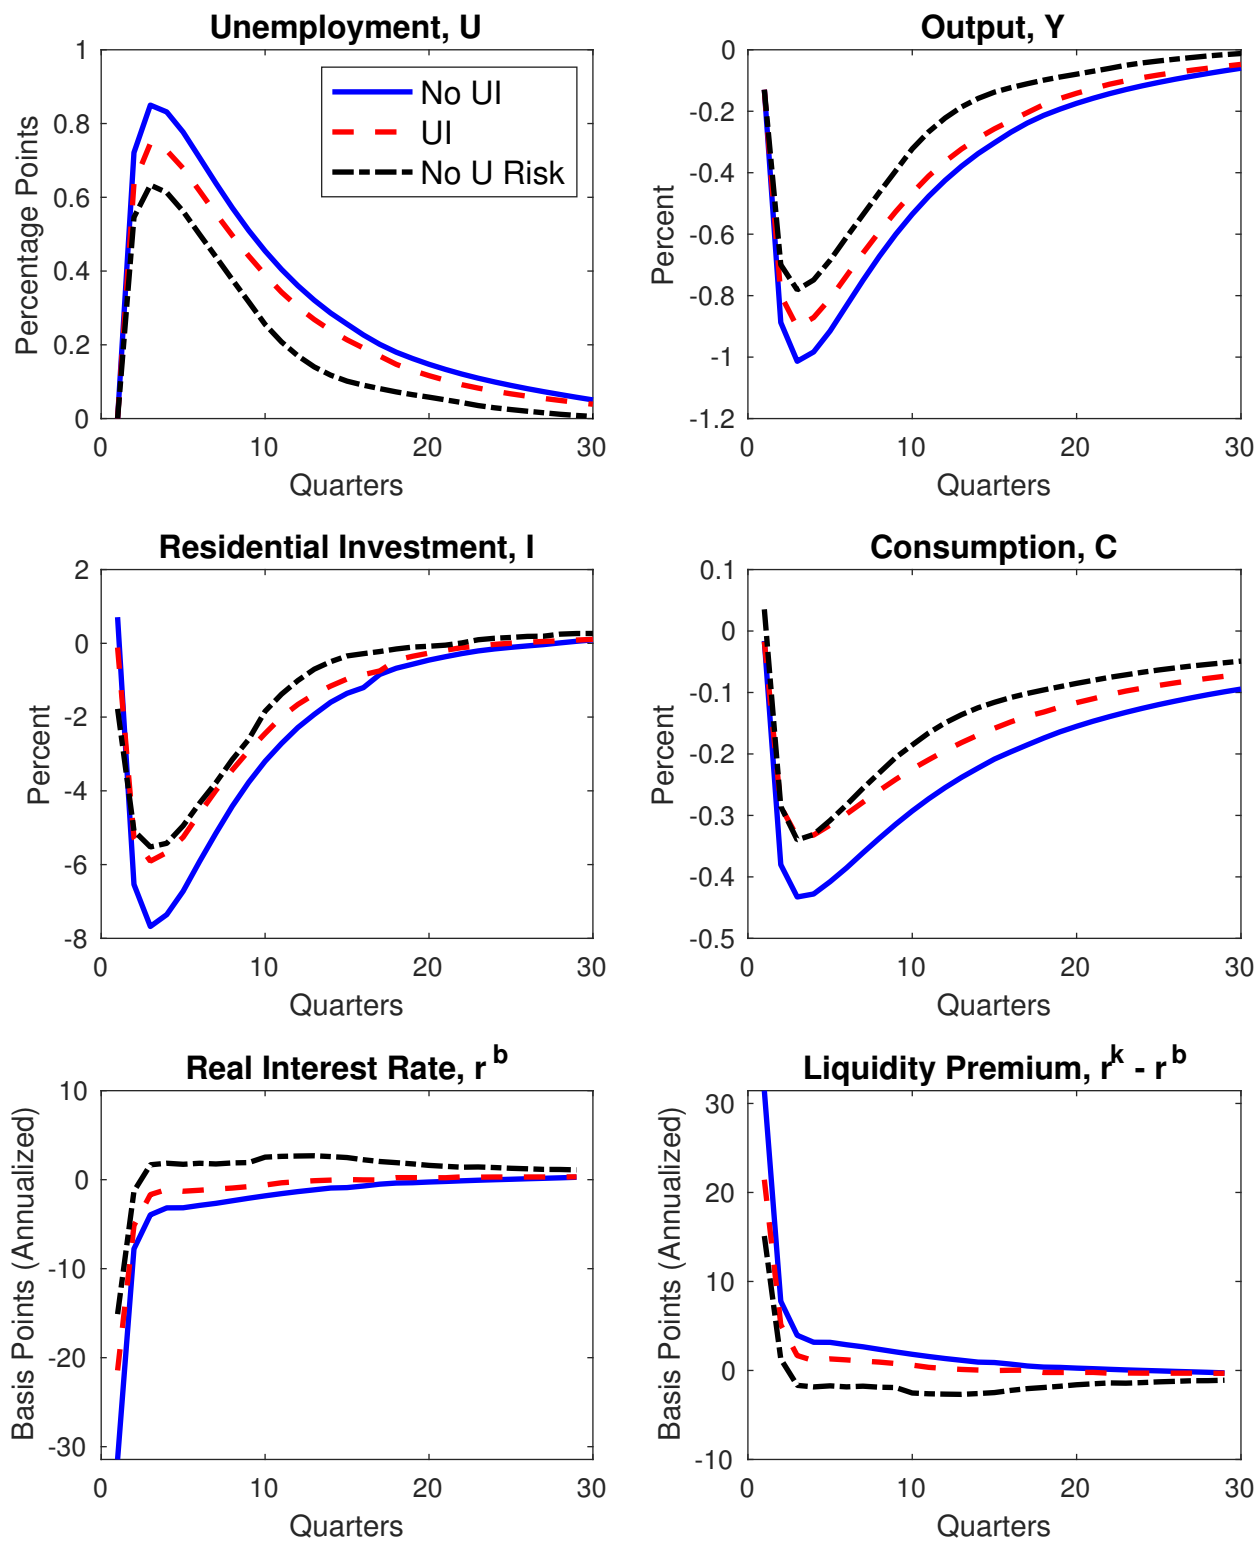 Unemployment, U
Percentage Points
1
0.8
0.6
0.4
0.2
0
No UI
UI
No U Risk
0 10 20 30
Quarters
Output, Y
Percent
0
-0.2
-0.4
-0.6
-0.8
-1
-1.2
0 10 20 30
Quarters
Residential Investment, I
Percent
2
0
-2
-4
-6
-8
0 10 20 30
Quarters
Consumption, C
Percent
0.1
0
-0.1
-0.2
-0.3
-0.4
-0.5
0 10 20 30
Quarters
Real Interest Rate, r^b
Basis Points (Annualized)
10
0
-10
-20
-30
0 10 20 30
Quarters
Liquidity Premium, r^k - r^b
Basis Points (Annualized)
30
20
10
0
-10
0 10 20 30
Quarters